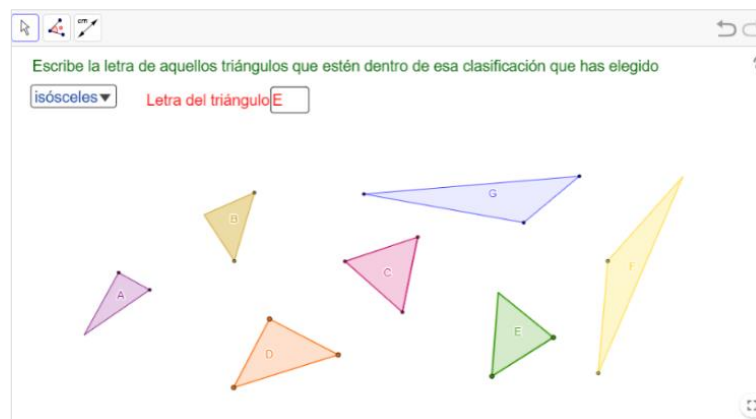 cm
Escribe la letra de aquellos triángulos que estén dentro de esa clasificación que has elegido
isósceles▼ Letra del triángulo E
G
B
F
C
A
E
D